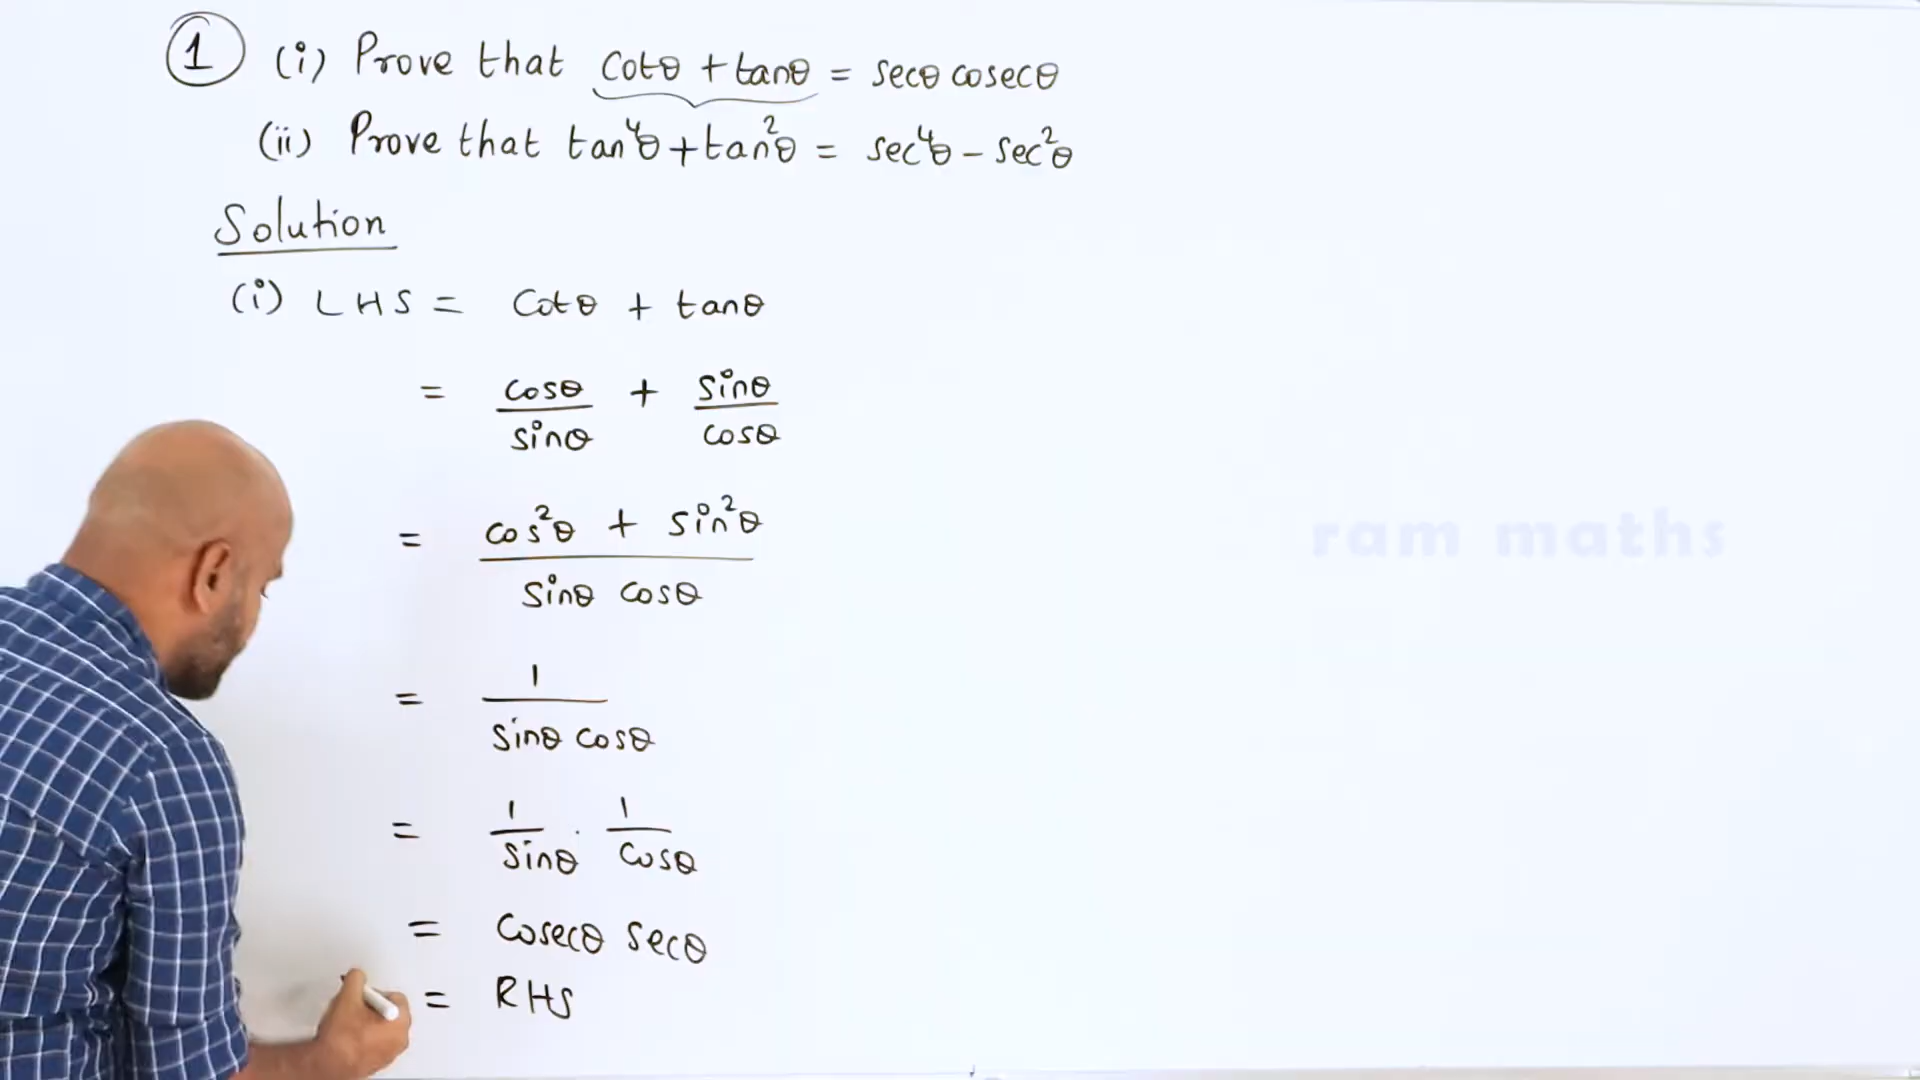 1 (i) Prove that cotθ + tanθ = secθ cosecθ
(ii) Prove that tan⁴θ + tan²θ = sec⁴θ - sec²θ
Solution
(i) LHS = cotθ + tanθ
= cosθ/sinθ + sinθ/cosθ
= cos²θ + sin²θ / sinθ cosθ
= 1 / sinθ cosθ
= 1/sinθ . 1/cosθ
= cosecθ secθ
= RHS
ram maths